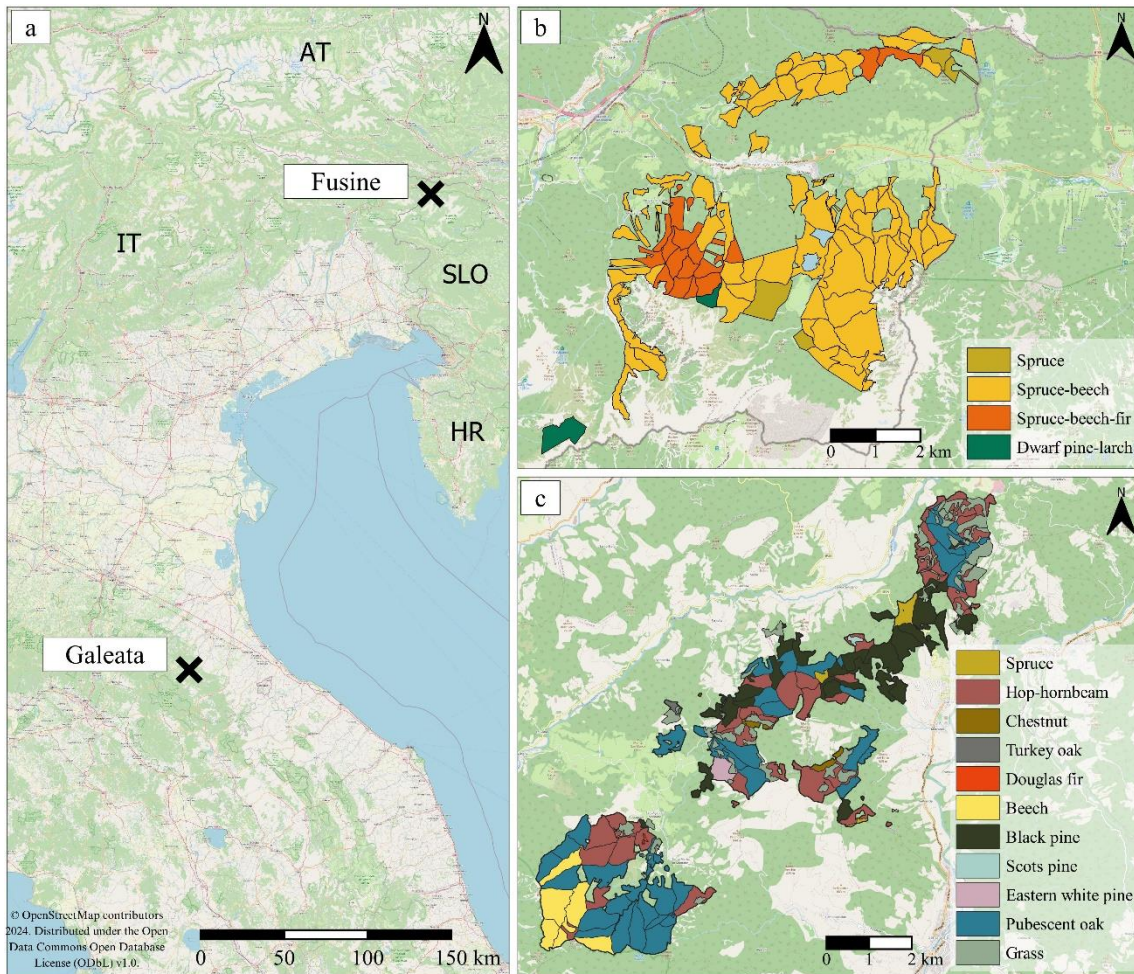 a
N
AT
Fusine
IT
SLO
HR
Galeata
© OpenStreetMap contributors
2024. Distributed under the Open
Data Commons Open Database
License (ODbL) v1.0.
0 50 100 150 km
b
N
Spruce
Spruce-beech
Spruce-beech-fir
Dwarf pine-larch
0 1 2 km
c
N
Spruce
Hop-hornbeam
Chestnut
Turkey oak
Douglas fir
Beech
Black pine
Scots pine
Eastern white pine
Pubescent oak
Grass
0 1 2 km